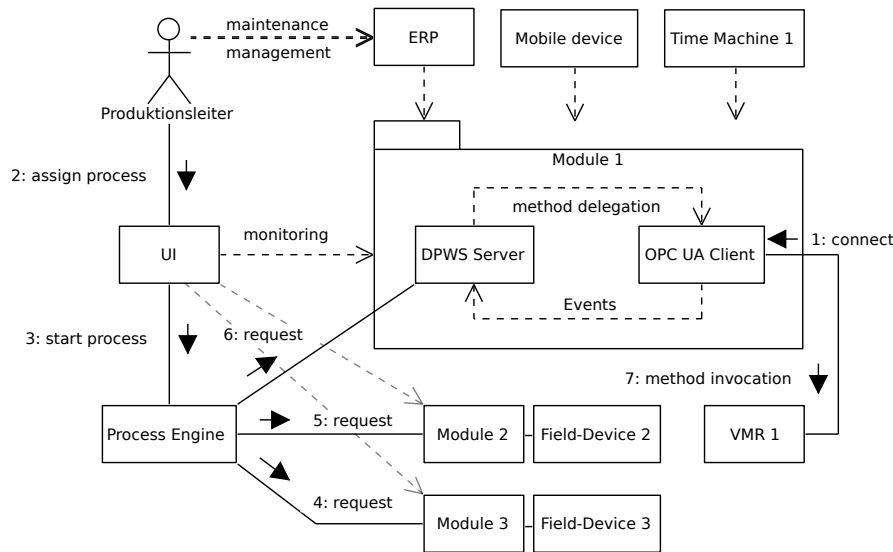 maintenance
management
ERP
Mobile device
Time Machine 1
Produktionsleiter
Module 1
2: assign process
method delegation
monitoring
UI
DPWS Server
OPC UA Client
1: connect
Events
3: start process
6: request
7: method invocation
5: request
Process Engine
Module 2
Field-Device 2
VMR 1
4: request
Module 3
Field-Device 3